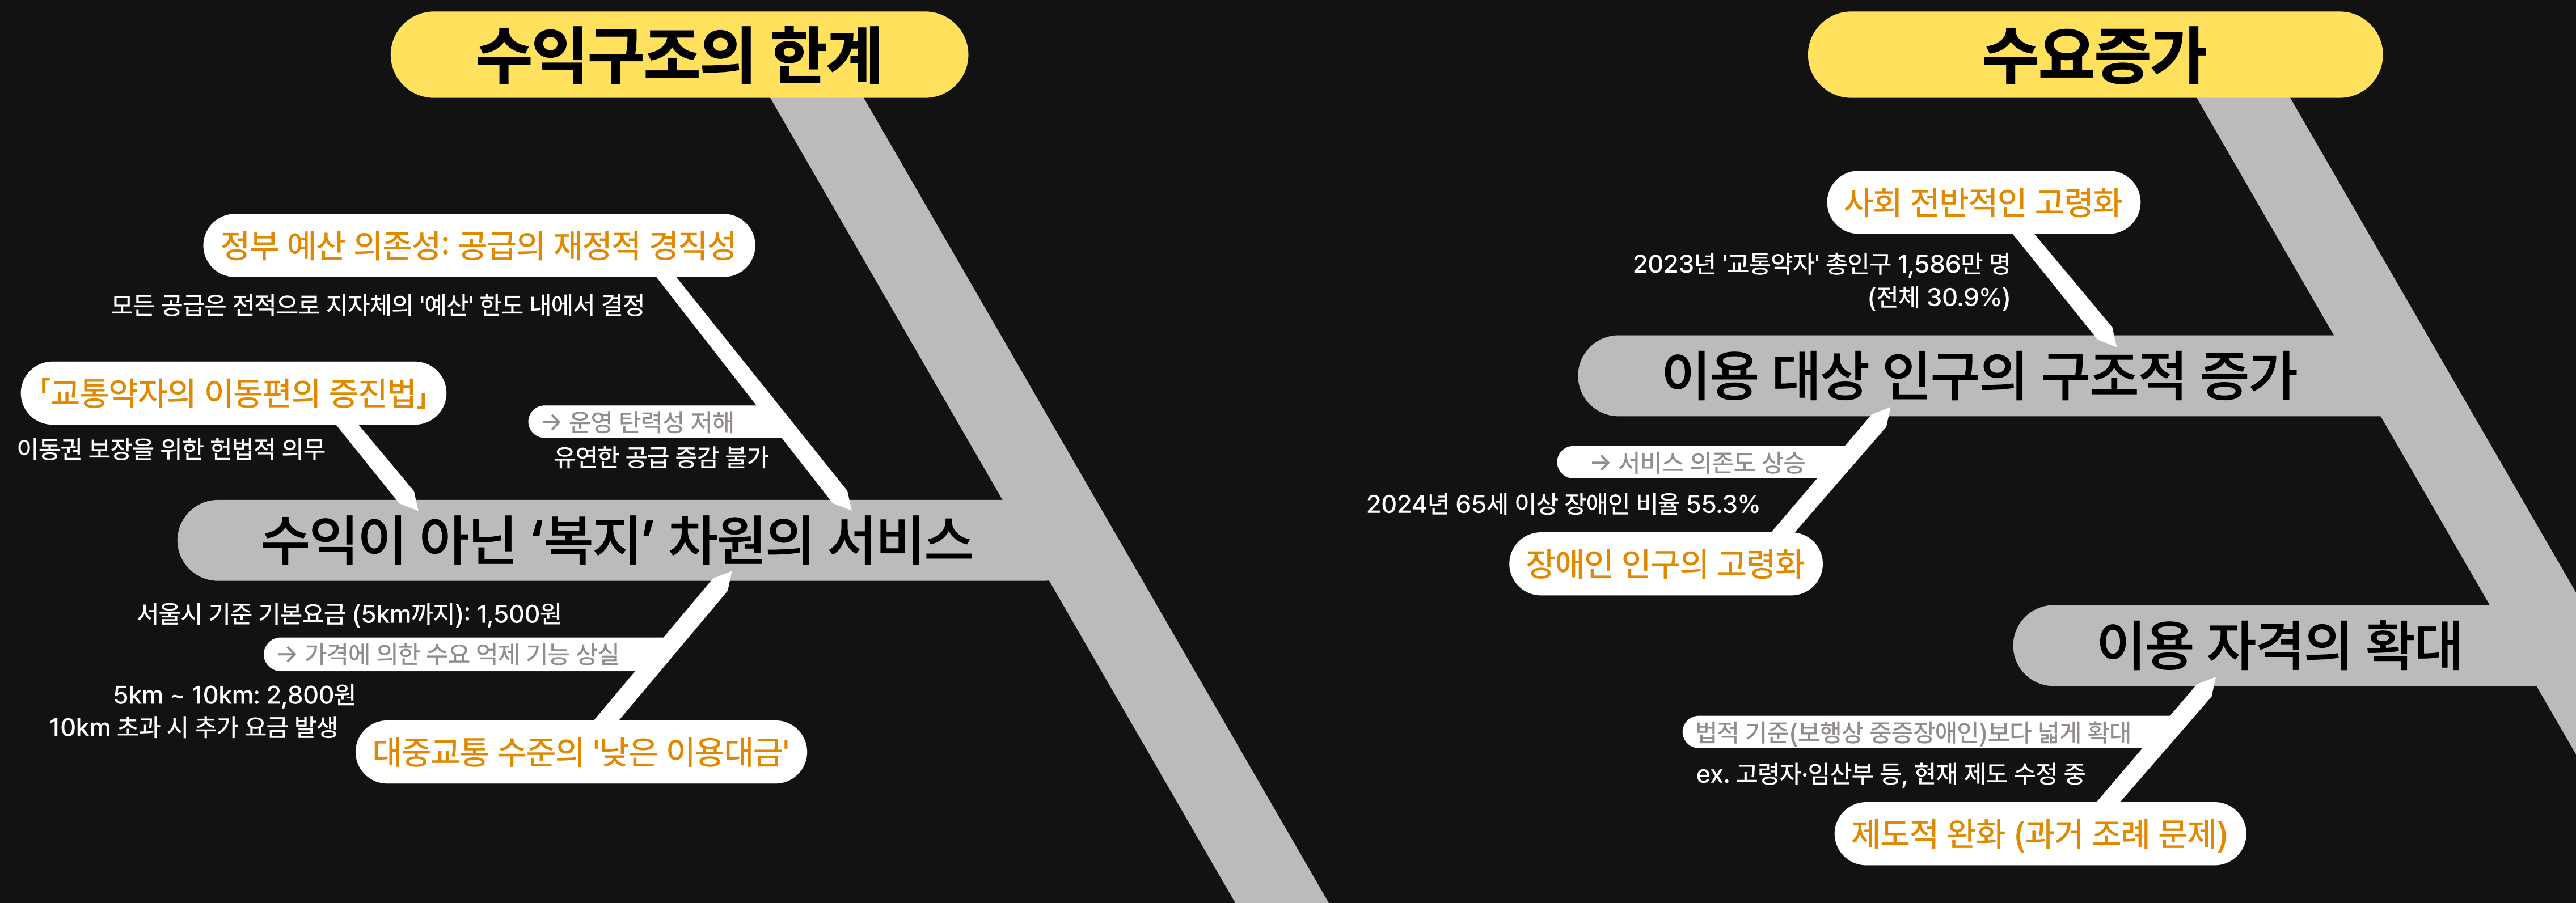 수익구조의 한계
정부 예산 의존성: 공급의 재정적 경직성
모든 공급은 전적으로 지자체의 '예산' 한도 내에서 결정
「교통약자의 이동편의 증진법」
이동권 보장을 위한 헌법적 의무
→ 운영 탄력성 저해
유연한 공급 증감 불가
수익이 아닌 ‘복지’ 차원의 서비스
서울시 기준 기본요금 (5km까지): 1,500원
→ 가격에 의한 수요 억제 기능 상실
5km ~ 10km: 2,800원
10km 초과 시 추가 요금 발생
대중교통 수준의 '낮은 이용대금'
수요증가
사회 전반적인 고령화
2023년 '교통약자' 총인구 1,586만 명
(전체 30.9%)
이용 대상 인구의 구조적 증가
→ 서비스 의존도 상승
2024년 65세 이상 장애인 비율 55.3%
장애인 인구의 고령화
이용 자격의 확대
법적 기준(보행상 중증장애인)보다 넓게 확대
ex. 고령자·임산부 등, 현재 제도 수정 중
제도적 완화 (과거 조례 문제)